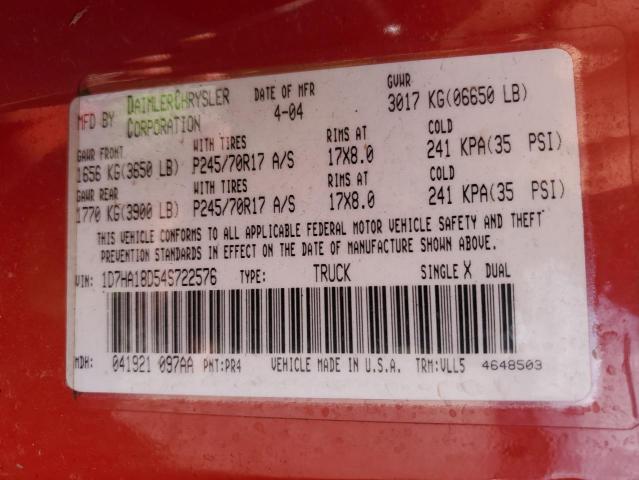 MFD BY DAIMLERCHRYSLER CORPORATION DATE OF MFR 4-04 GVWR 3017 KG(06650 LB)
GAWR FRONT WITH TIRES RIMS AT COLD
1656 KG(3650 LB) P245/70R17 A/S 17X8.0 241 KPA(35 PSI)
GAWR REAR WITH TIRES RIMS AT COLD
1770 KG(3900 LB) P245/70R17 A/S 17X8.0 241 KPA(35 PSI)
THIS VEHICLE CONFORMS TO ALL APPLICABLE FEDERAL MOTOR VEHICLE SAFETY AND THEFT
PREVENTION STANDARDS IN EFFECT ON THE DATE OF MANUFACTURE SHOWN ABOVE.
VIN: 1D7HA18D54S722576 TYPE: TRUCK SINGLE X DUAL
MDH: 041921 097AA PNT:PR4 VEHICLE MADE IN U.S.A. TRM:VLL5 4648503